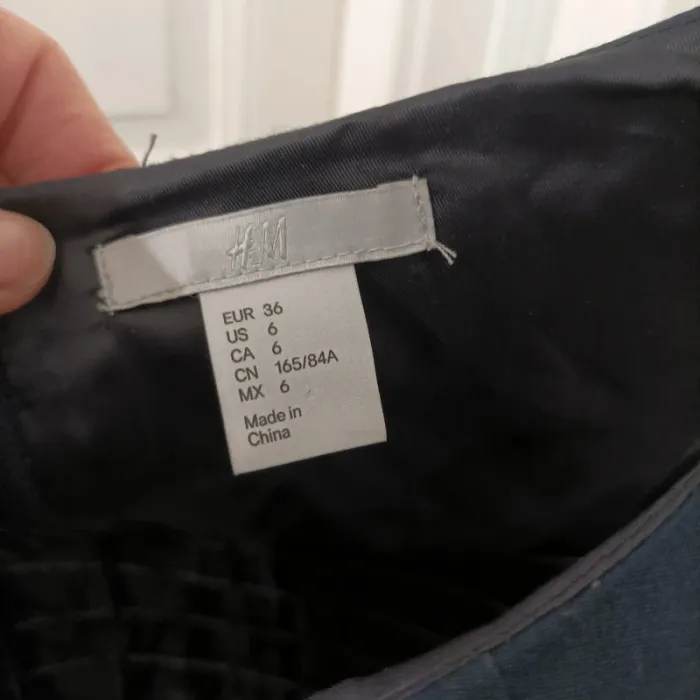 H&M
EUR 36
US 6
CA 6
CN 165/84A
MX 6
Made in
China